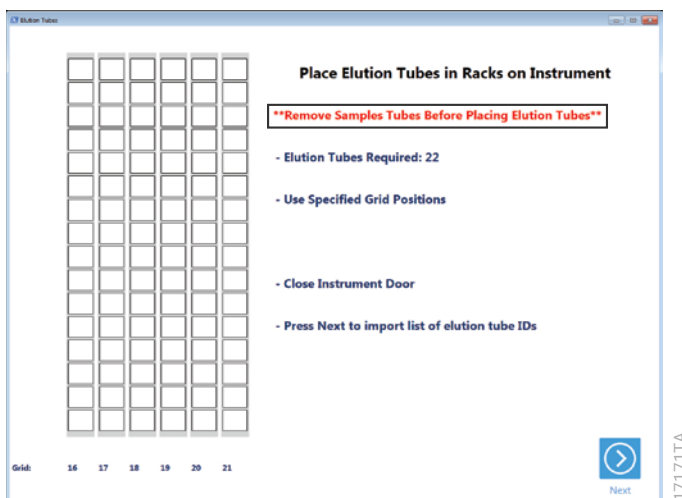 Elution Tubes
Place Elution Tubes in Racks on Instrument
**Remove Samples Tubes Before Placing Elution Tubes**
- Elution Tubes Required: 22
- Use Specified Grid Positions
- Close Instrument Door
- Press Next to import list of elution tube IDs
Grid: 16 17 18 19 20 21
Next
17171TA